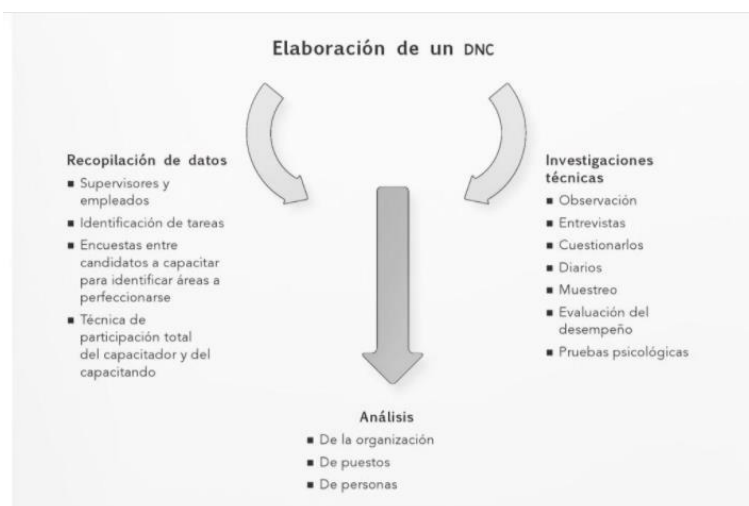 Elaboración de un DNC
Recopilación de datos
■ Supervisores y
empleados
■ Identificación de tareas
■ Encuestas entre
candidatos a capacitar
para identificar áreas a
perfeccionarse
■ Técnica de
participación total
del capacitador y del
capacitando
Investigaciones
técnicas
■ Observación
■ Entrevistas
■ Cuestionarlos
■ Diarios
■ Muestreo
■ Evaluación del
desempeño
■ Pruebas psicológicas
Análisis
■ De la organización
■ De puestos
■ De personas